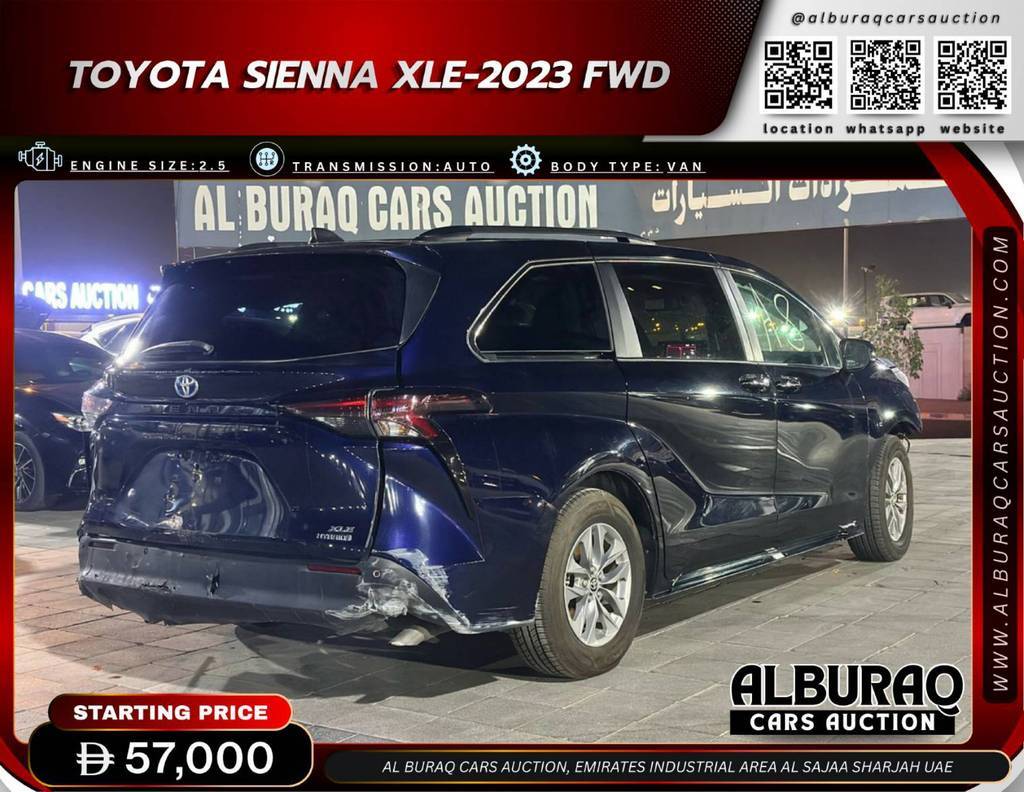 @alburaqcarsauction
TOYOTA SIENNA XLE-2023 FWD
location whatsapp website
ENGINE SIZE:2.5 TRANSMISSION:AUTO BODY TYPE: VAN
AL BURAQ CARS AUCTION
السيارات
CARS AUCTION
SIENNA
XLE
HYBRID
WWW.ALBURAQCARSAUCTION.COM
ALBURAQ
CARS AUCTION
STARTING PRICE
57,000
AL BURAQ CARS AUCTION, EMIRATES INDUSTRIAL AREA AL SAJAA SHARJAH UAE